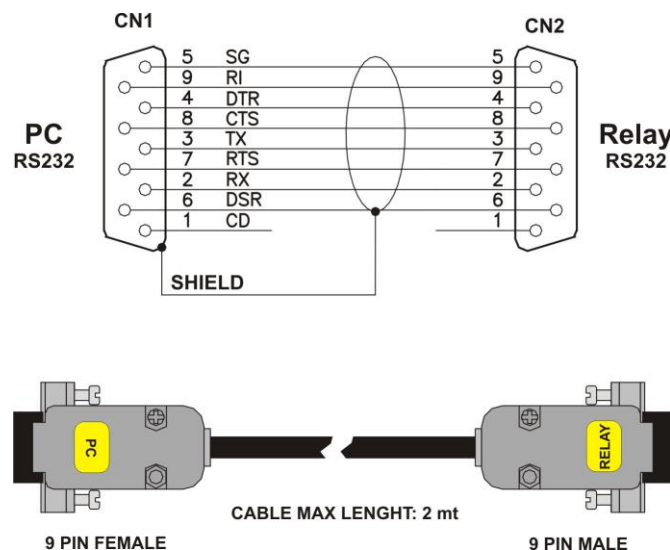 CN1
CN2
5 SG 5
9 RI 9
4 DTR 4
8 CTS 8
3 TX 3
7 RTS 7
2 RX 2
6 DSR 6
1 CD 1
PC
RS232
Relay
RS232
SHIELD
PC
RELAY
CABLE MAX LENGHT: 2 mt
9 PIN FEMALE
9 PIN MALE